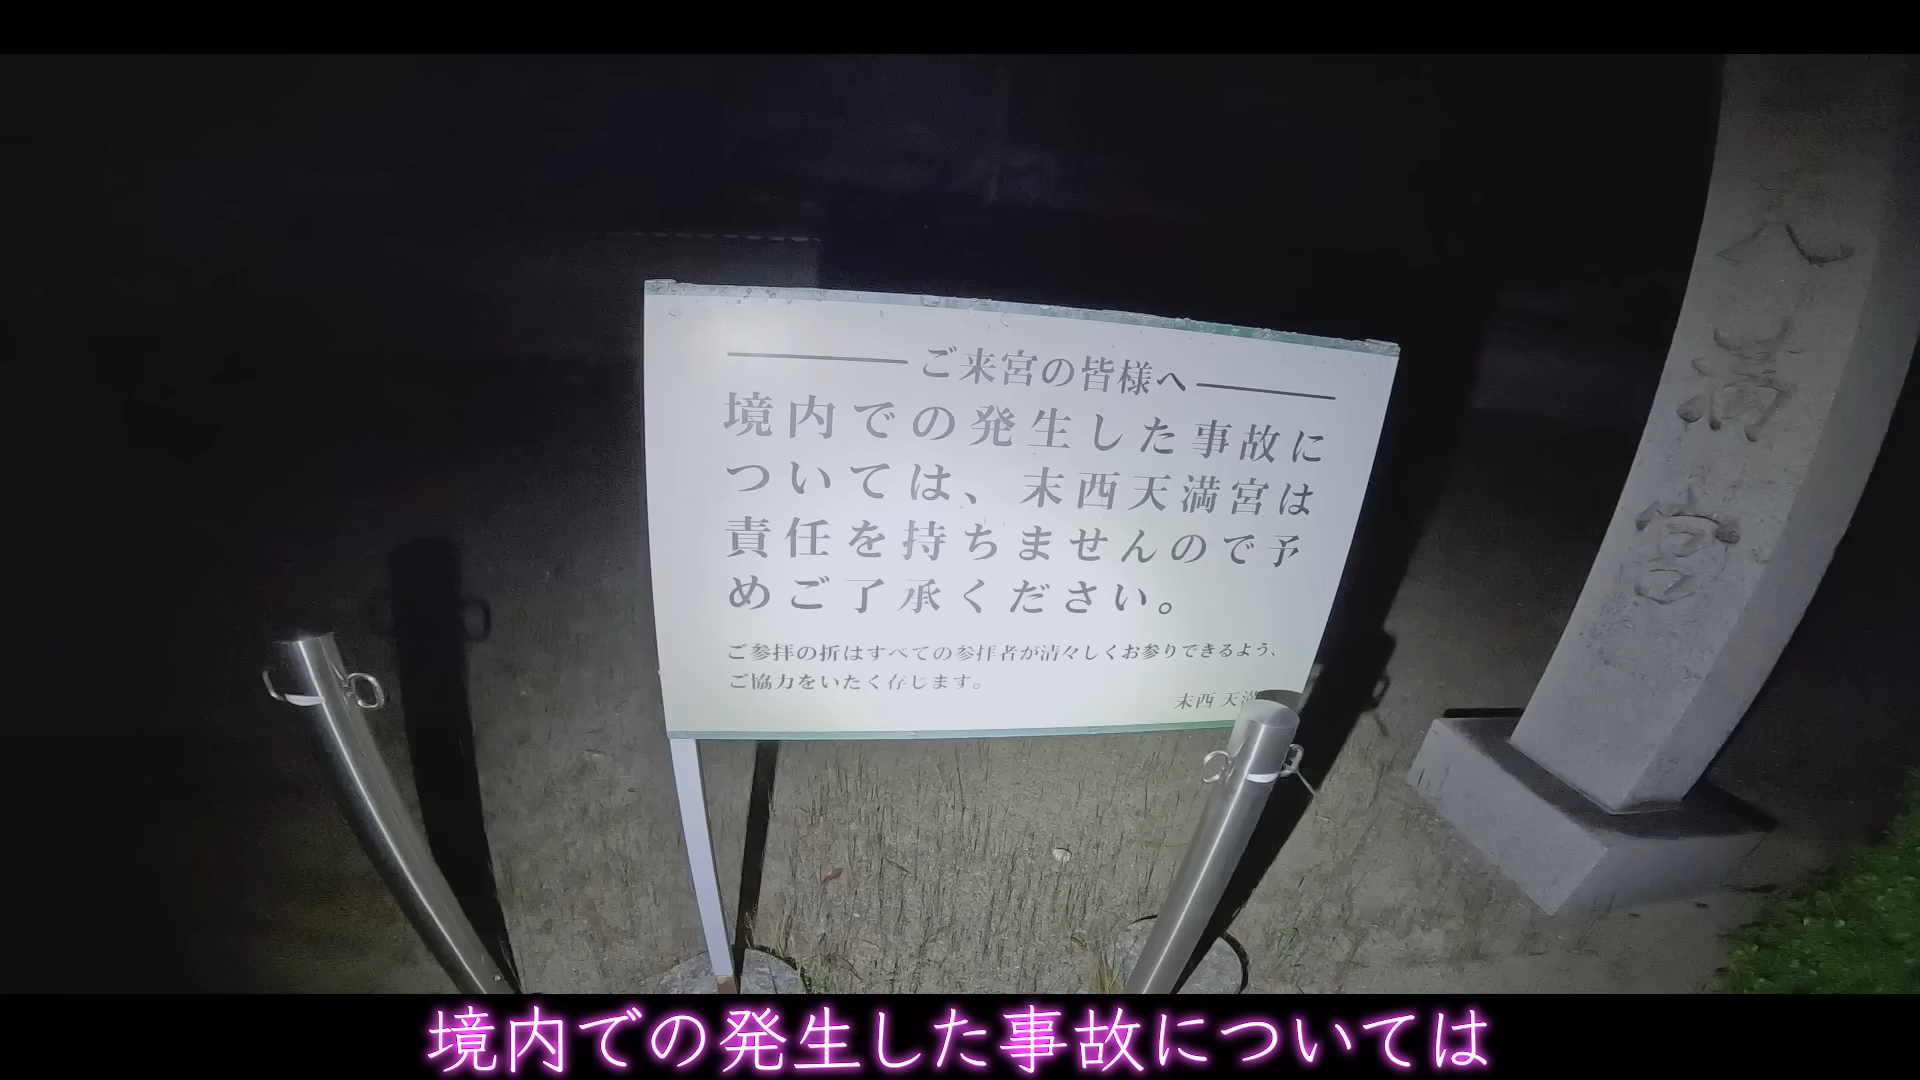 ご来宮の皆様へ
境内での発生した事故に
ついては、末西天満宮は
責任を持ちませんので予
めご了承ください。
ご参拝の折はすべての参拝者が清々しくお参りできるよう、
ご協力をいたく存じます。
末西 天満
八
満
宮
境内での発生した事故については